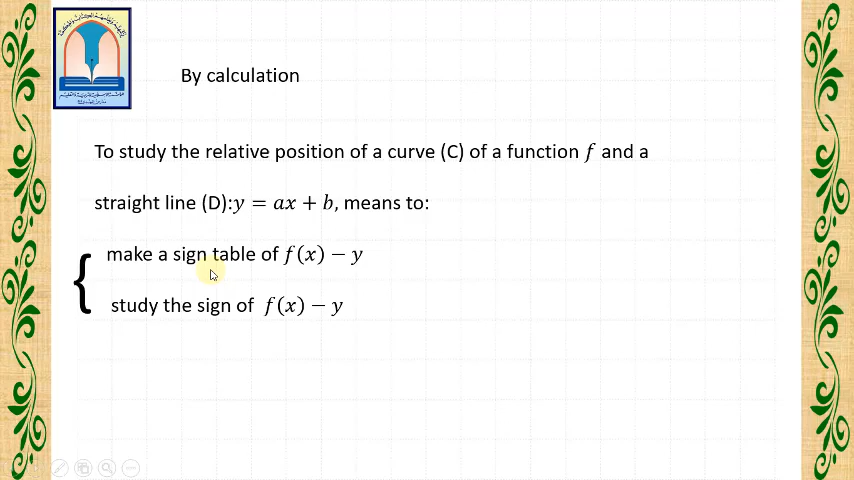 By calculation
To study the relative position of a curve (C) of a function 𝑓 and a
straight line (D):𝑦 = 𝑎𝑥 + 𝑏, means to:
make a sign table of 𝑓(𝑥) − 𝑦
study the sign of 𝑓(𝑥) − 𝑦